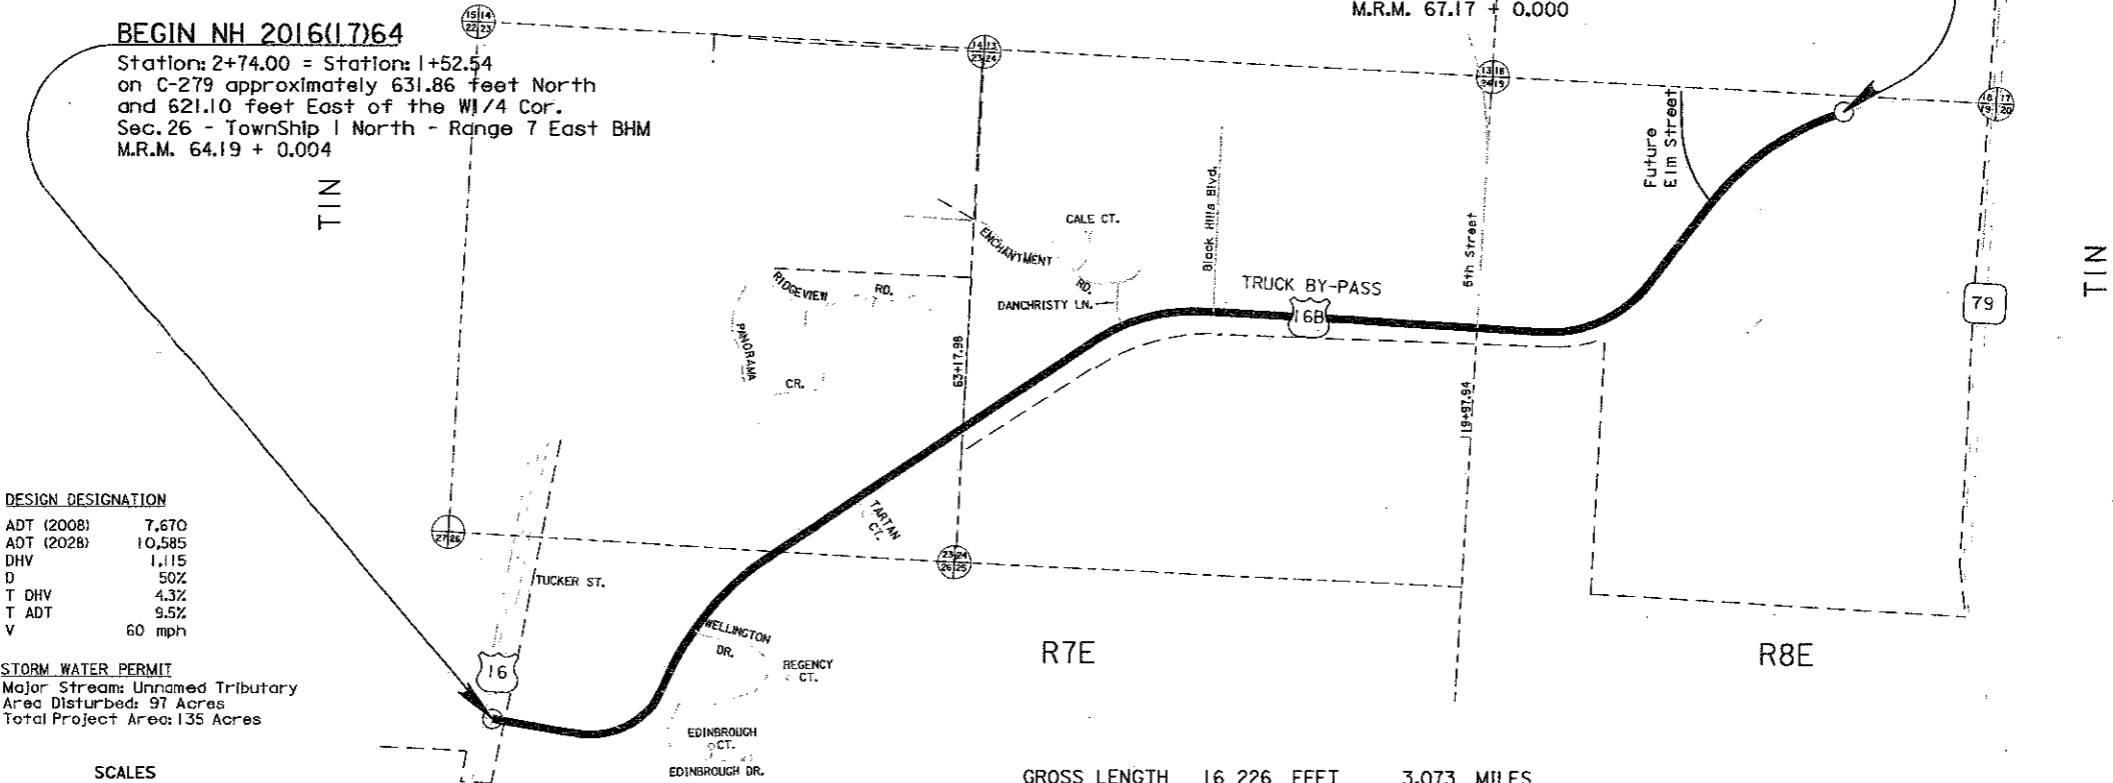 M.R.M. 67.17 + 0.000
BEGIN NH 2016(17)64
Station: 2+74.00 = Station: 1+52.54
on C-279 approximately 631.86 feet North
and 621.10 feet East of the W1/4 Cor.
Sec. 26 - TownShip 1 North - Range 7 East BHM
M.R.M. 64.19 + 0.004
15 14
22 23
14 13
23 24
13 18
24 19
18 17
19 20
T1N
Future
Elm Street
CALE CT.
ENCHANTMENT
RD.
Black Hills Blvd.
5th Street
T1N
RIDGEVIEW
RD.
DANCHRISTY LN.
TRUCK BY-PASS
16B
79
PANORAMA
CR.
63+17.98
19+97.94
DESIGN DESIGNATION
ADT (2008) 7,670
ADT (2028) 10,585
DHV 1,115
D 50%
T DHV 4.3%
T ADT 9.5%
V 60 mph
27 26
TARTAN
CT.
23 24
26 25
TUCKER ST.
WELLINGTON
DR.
REGENCY
CT.
R7E
R8E
STORM WATER PERMIT
Major Stream: Unnamed Tributary
Area Disturbed: 97 Acres
Total Project Area: 135 Acres
16
EDINBROUGH
CT.
EDINBROUGH DR.
SCALES
GROSS LENGTH 16,226 FEET 3.073 MILES